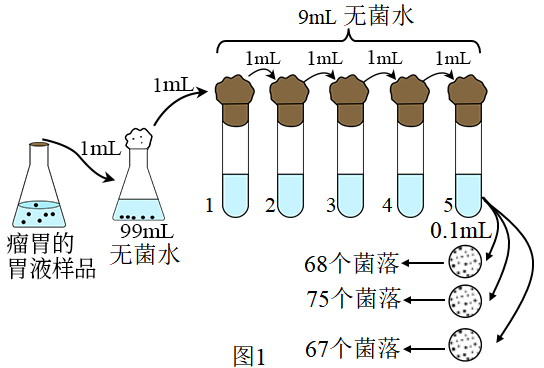 9mL 无菌水
1mL 1mL 1mL 1mL
1mL
1mL
1 2 3 4 5
瘤胃的
胃液样品
99mL
无菌水
0.1mL
68个菌落
75个菌落
67个菌落
图1